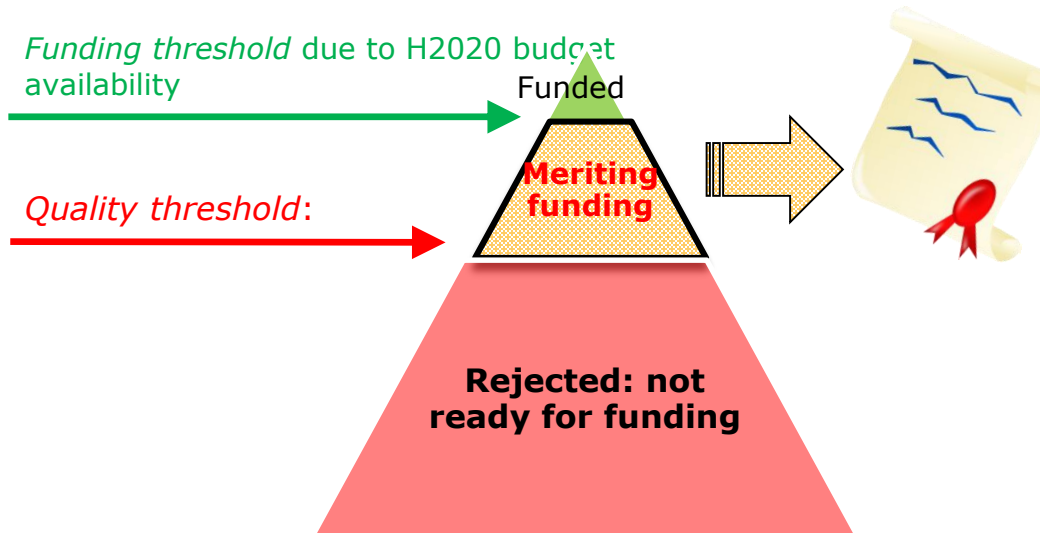 Funding threshold due to H2020 budget
availability
Funded
Meriting
funding
Quality threshold:
Rejected: not
ready for funding